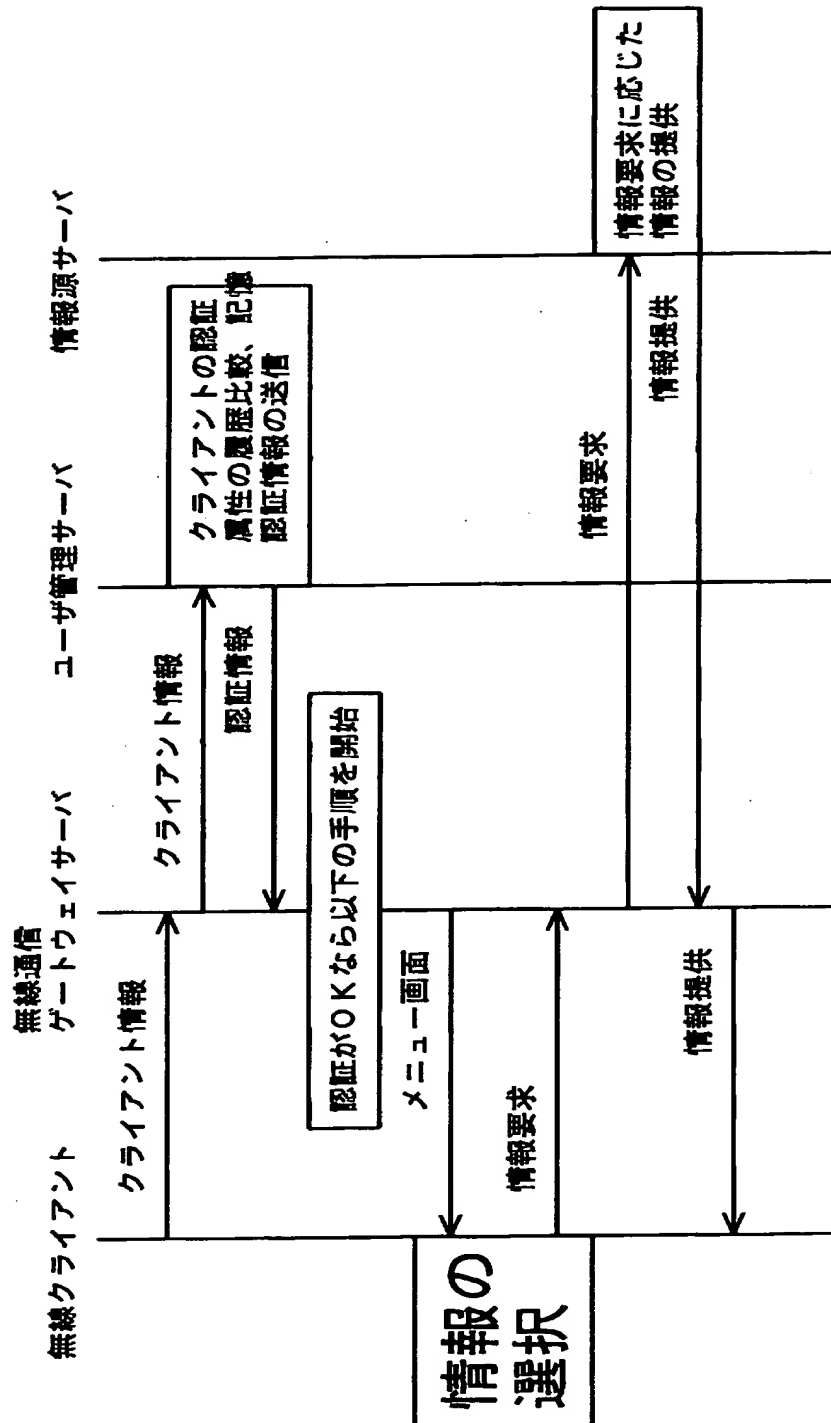 無線クライアント
無線通信
ゲートウェイサーバ
ユーザ管理サーバ
情報源サーバ
クライアント情報
クライアント情報
クライアントの認証
属性の履歴比較、記憶
認証情報の送信
認証情報
認証がOKなら以下の手順を開始
メニュー画面
情報の
選択
情報要求
情報要求
情報要求に応じた
情報の提供
情報提供
情報提供